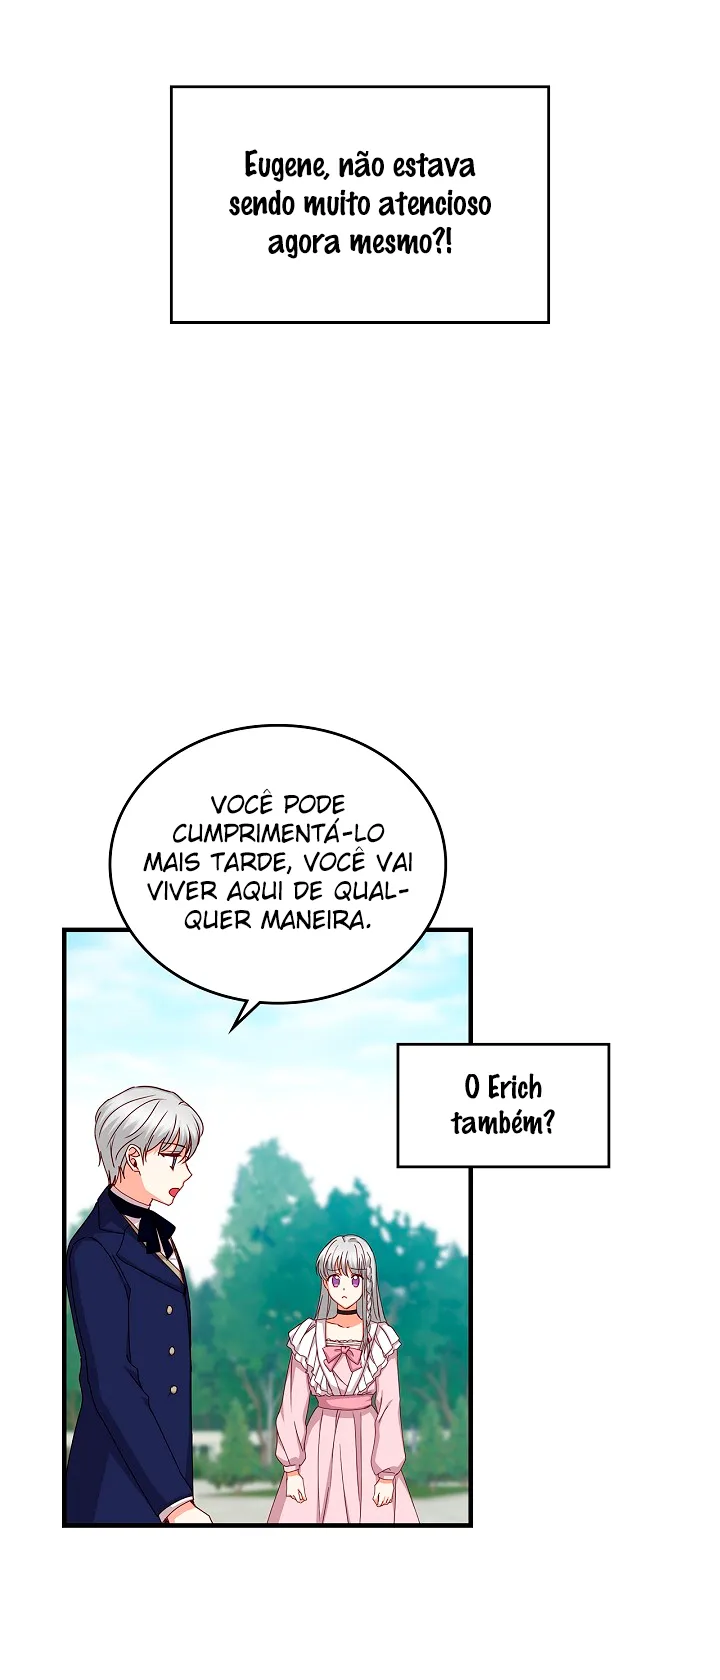 Eugene, não estava
sendo muito atencioso
agora mesmo?!
VOCÊ PODE
CUMPRIMENTÁ-LO
MAIS TARDE, VOCÊ VAI
VIVER AQUI DE QUAL-
QUER MANEIRA.
O Erich
também?